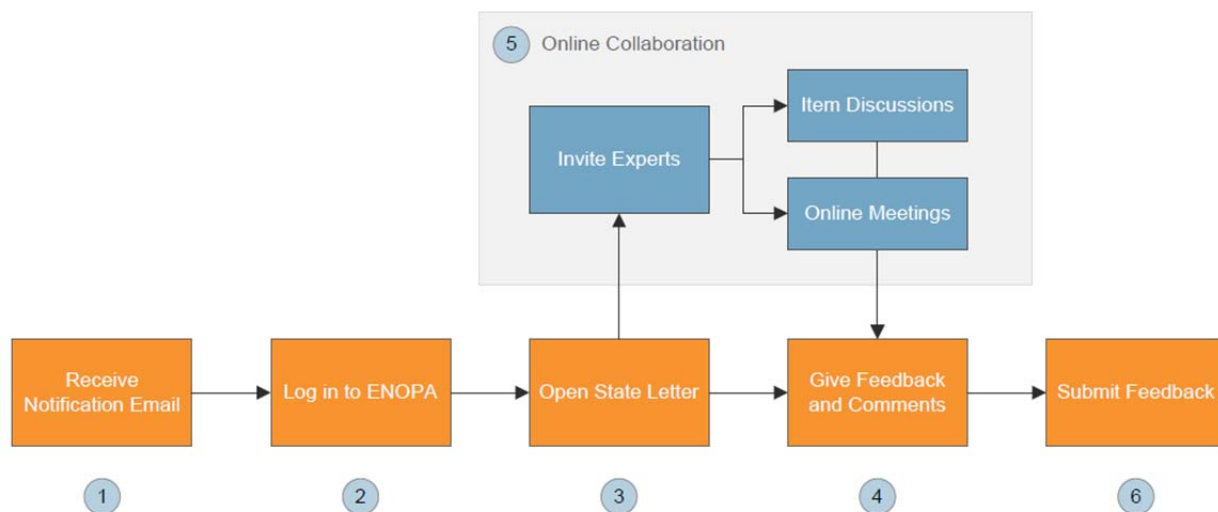 5 Online Collaboration
Item Discussions
Invite Experts
Online Meetings
Receive
Notification Email
Log in to ENOPA
Open State Letter
Give Feedback
and Comments
Submit Feedback
1
2
3
4
6